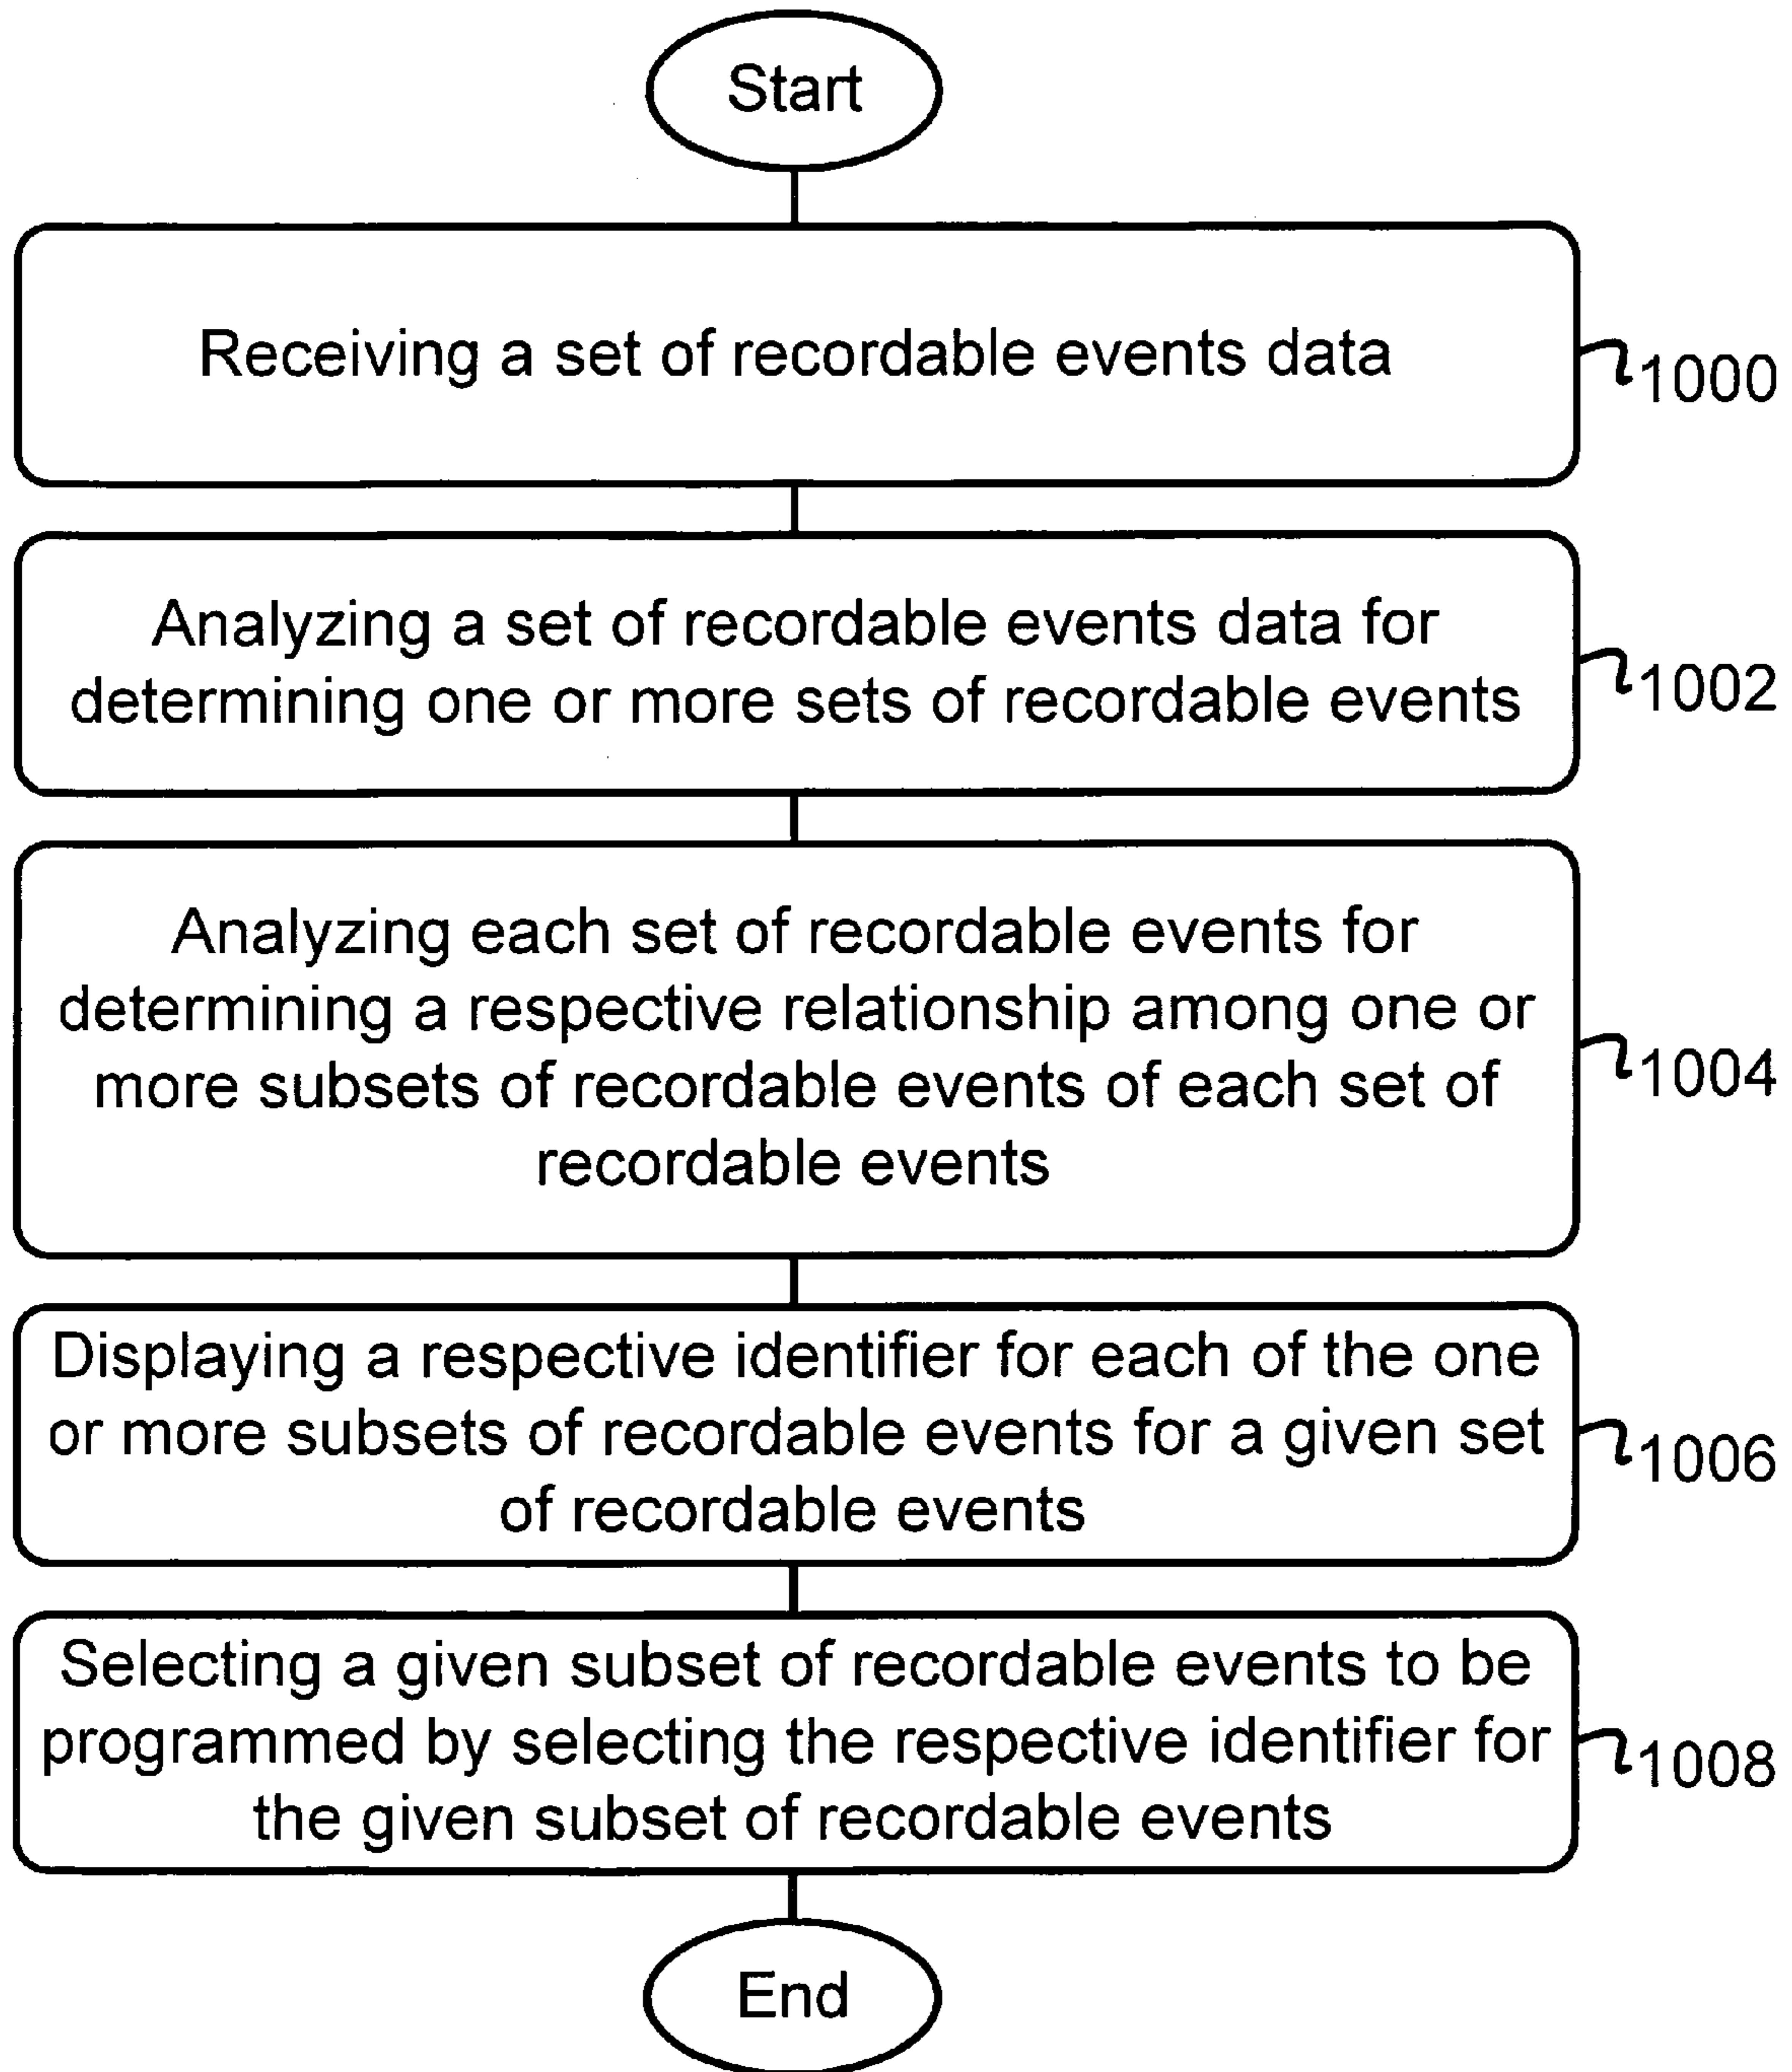 Start
Receiving a set of recordable events data
1000
Analyzing a set of recordable events data for
determining one or more sets of recordable events
1002
Analyzing each set of recordable events for
determining a respective relationship among one or
more subsets of recordable events of each set of
recordable events
1004
Displaying a respective identifier for each of the one
or more subsets of recordable events for a given set
of recordable events
1006
Selecting a given subset of recordable events to be
programmed by selecting the respective identifier for
the given subset of recordable events
1008
End